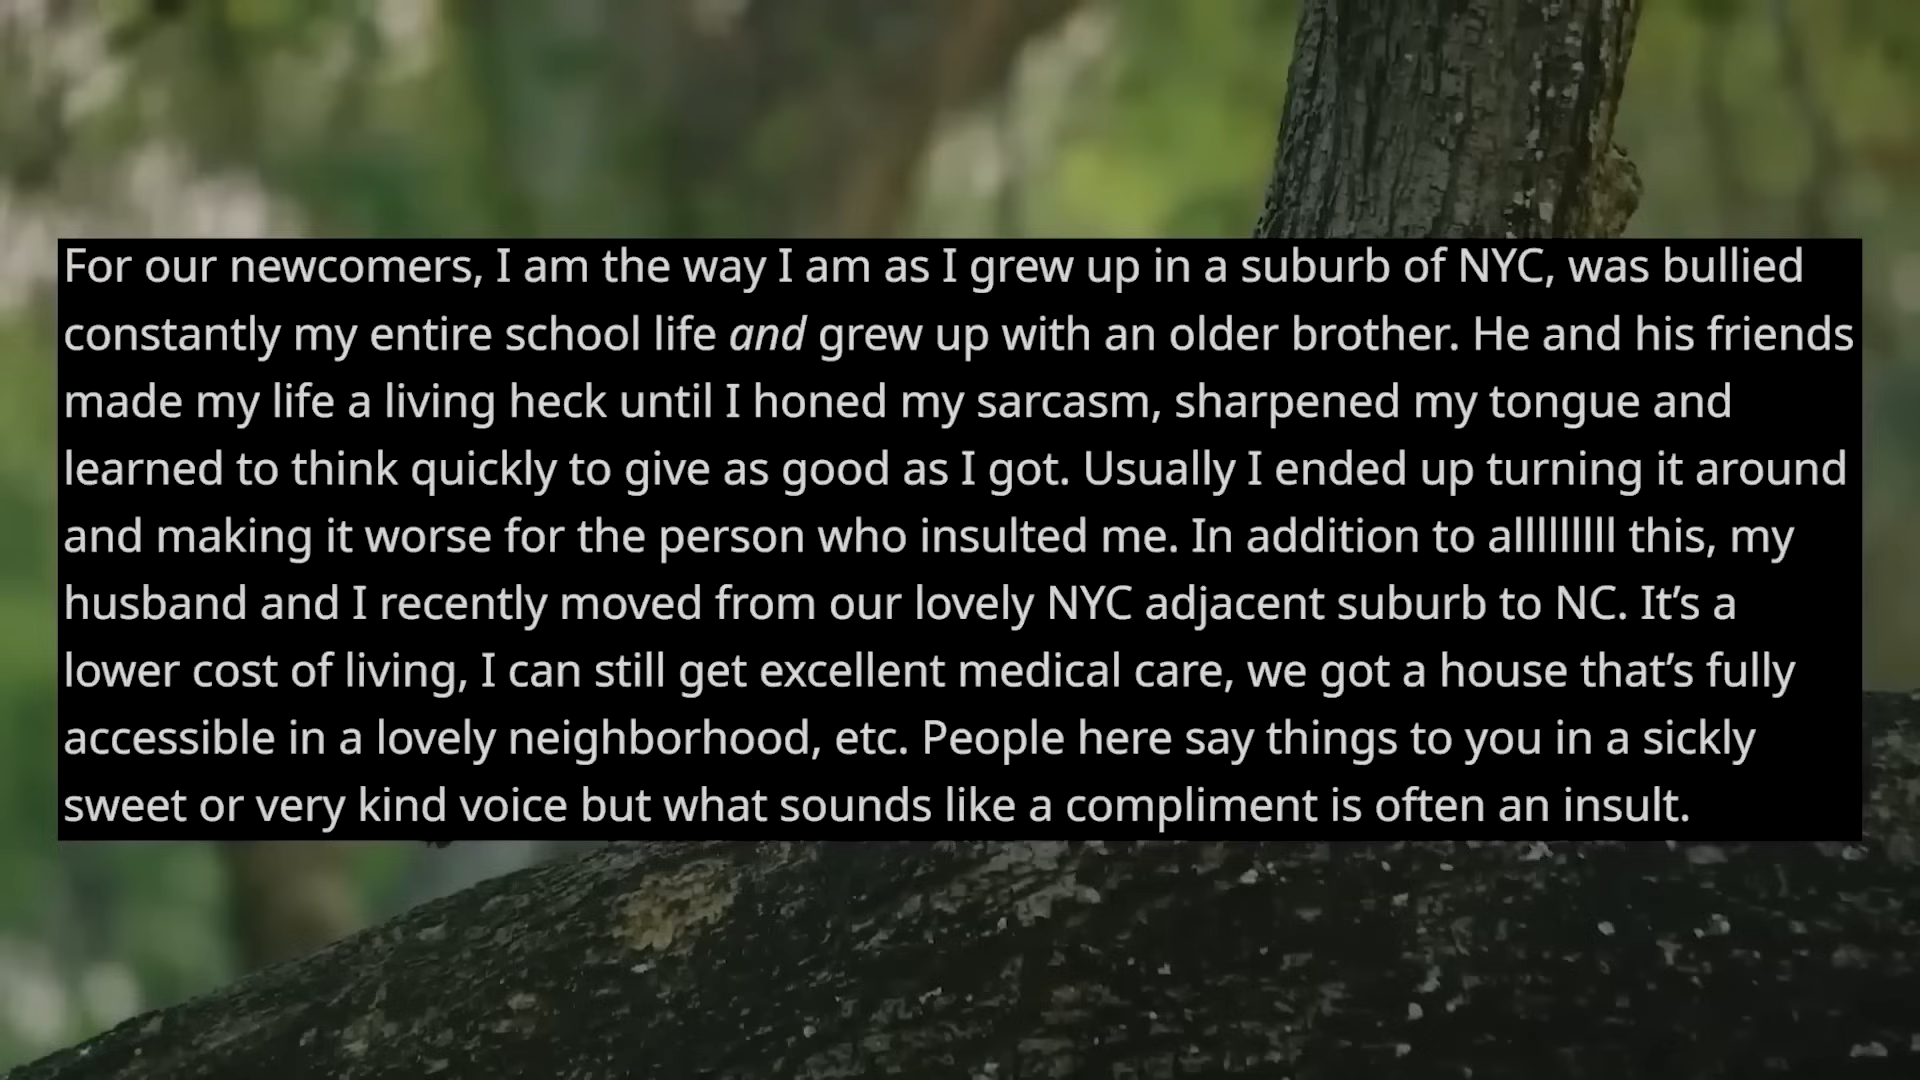 For our newcomers, I am the way I am as I grew up in a suburb of NYC, was bullied
constantly my entire school life and grew up with an older brother. He and his friends
made my life a living heck until I honed my sarcasm, sharpened my tongue and
learned to think quickly to give as good as I got. Usually I ended up turning it around
and making it worse for the person who insulted me. In addition to alllllllll this, my
husband and I recently moved from our lovely NYC adjacent suburb to NC. It’s a
lower cost of living, I can still get excellent medical care, we got a house that’s fully
accessible in a lovely neighborhood, etc. People here say things to you in a sickly
sweet or very kind voice but what sounds like a compliment is often an insult.